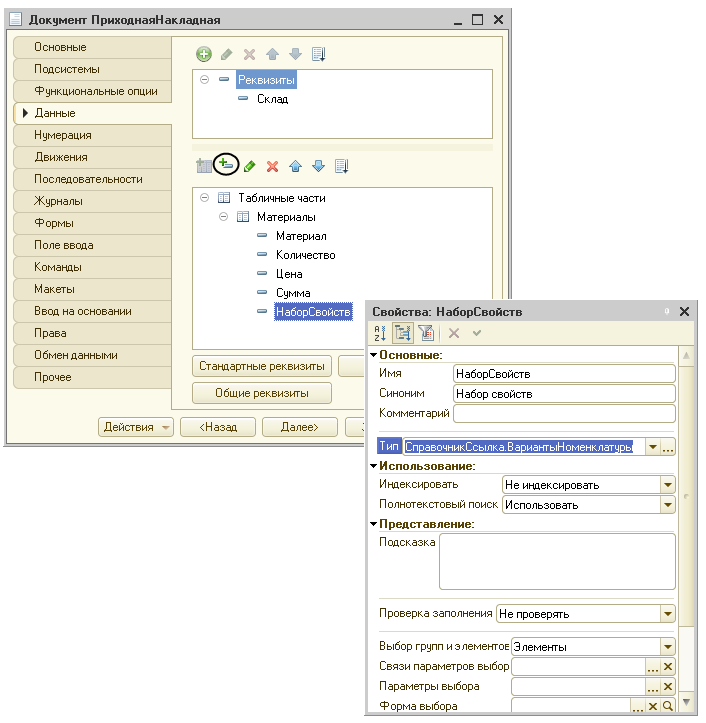 Документ ПриходнаяНакладная
Основные
Подсистемы
Функциональные опции
Данные
Нумерация
Движения
Последовательности
Журналы
Формы
Поле ввода
Команды
Макеты
Ввод на основании
Права
Обмен данными
Прочее
Реквизиты
Склад
Табличные части
Материалы
Материал
Количество
Цена
Сумма
НаборСвойств
Стандартные реквизиты
Общие реквизиты
Действия
<Назад
Далее>
Свойства: НаборСвойств
Основные:
Имя НаборСвойств
Синоним Набор свойств
Комментарий
Тип СправочникСсылка.ВариантыНоменклатуры
Использование:
Индексировать Не индексировать
Полнотекстовый поиск Использовать
Представление:
Подсказка
Проверка заполнения Не проверять
Выбор групп и элементов Элементы
Связи параметров выбор
Параметры выбора
Форма выбора